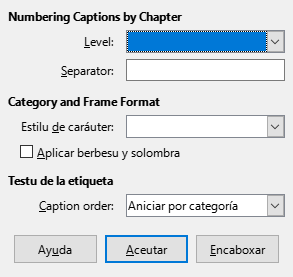 Numbering Captions by Chapter
Level:
Separator:
Category and Frame Format
Estilu de caráuter:
Aplicar berbesu y solombra
Testu de la etiqueta
Caption order: Aniciar por categoría
Ayuda Aceutar Encaboxar